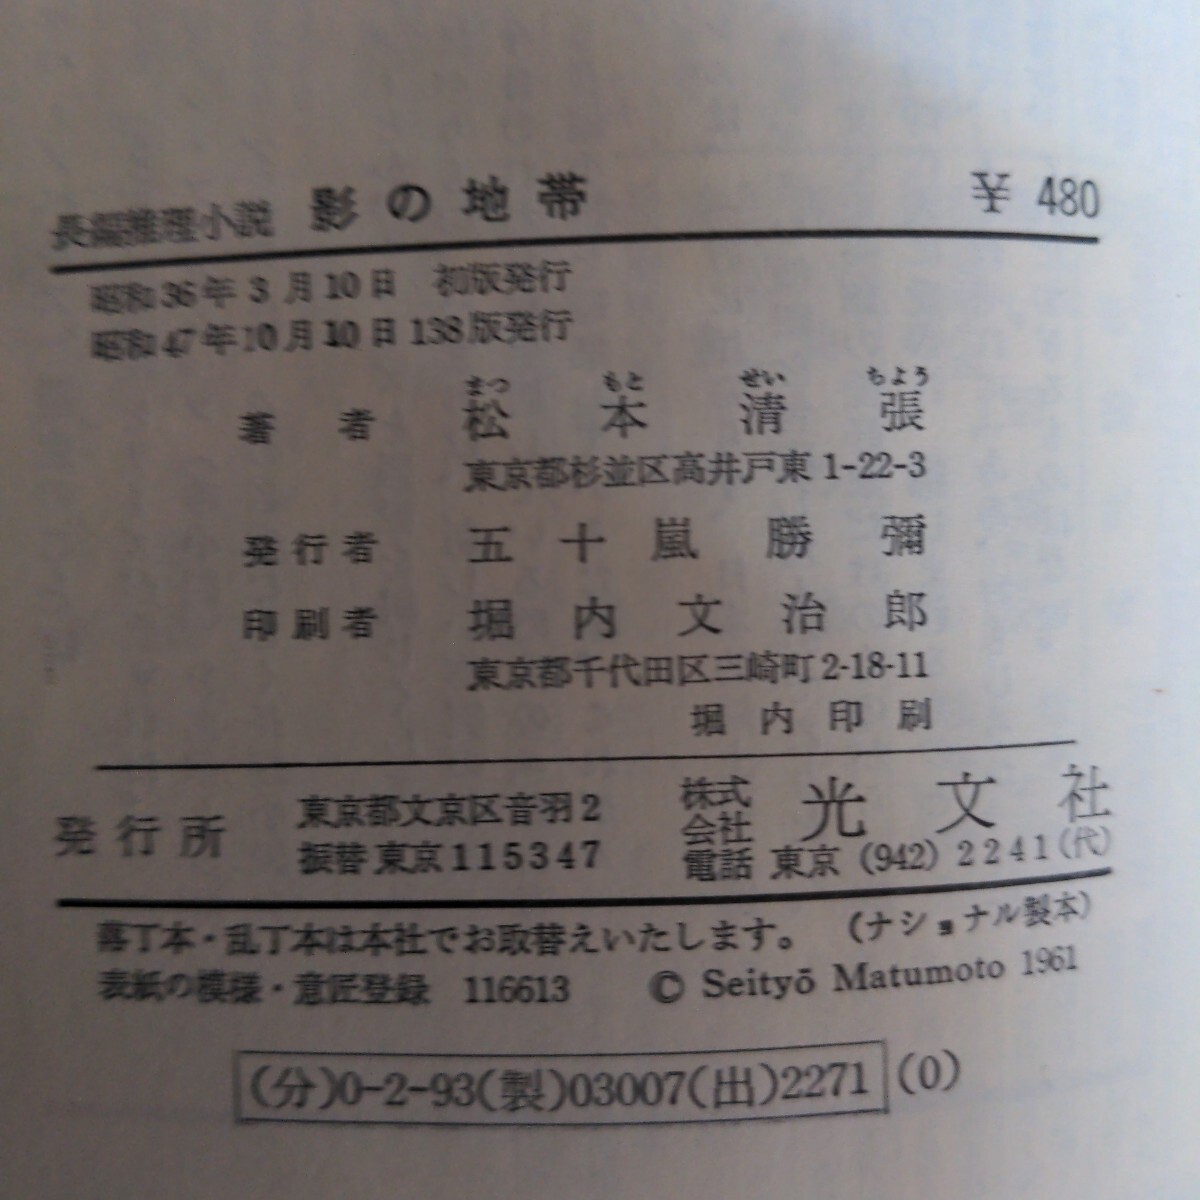 長編推理小説 影の地帯 ¥ 480
昭和36年3月10日 初版発行
昭和47年10月10日 138版発行
まつ もと せい ちよう
著者 松本清張
東京都杉並区高井戸東1-22-3
発行者 五十嵐勝彌
印刷者 堀内文治郎
東京都千代田区三崎町2-18-11
堀内印刷
発行所 東京都文京区音羽2 株式会社 光文社
振替東京115347 電話 東京 (942) 2241(代)
落丁本・乱丁本は本社でお取替えいたします。 (ナショナル製本)
表紙の模様・意匠登録 116613 © Seityō Matumoto 1961
(分)0-2-93(製)03007(出)2271 (0)